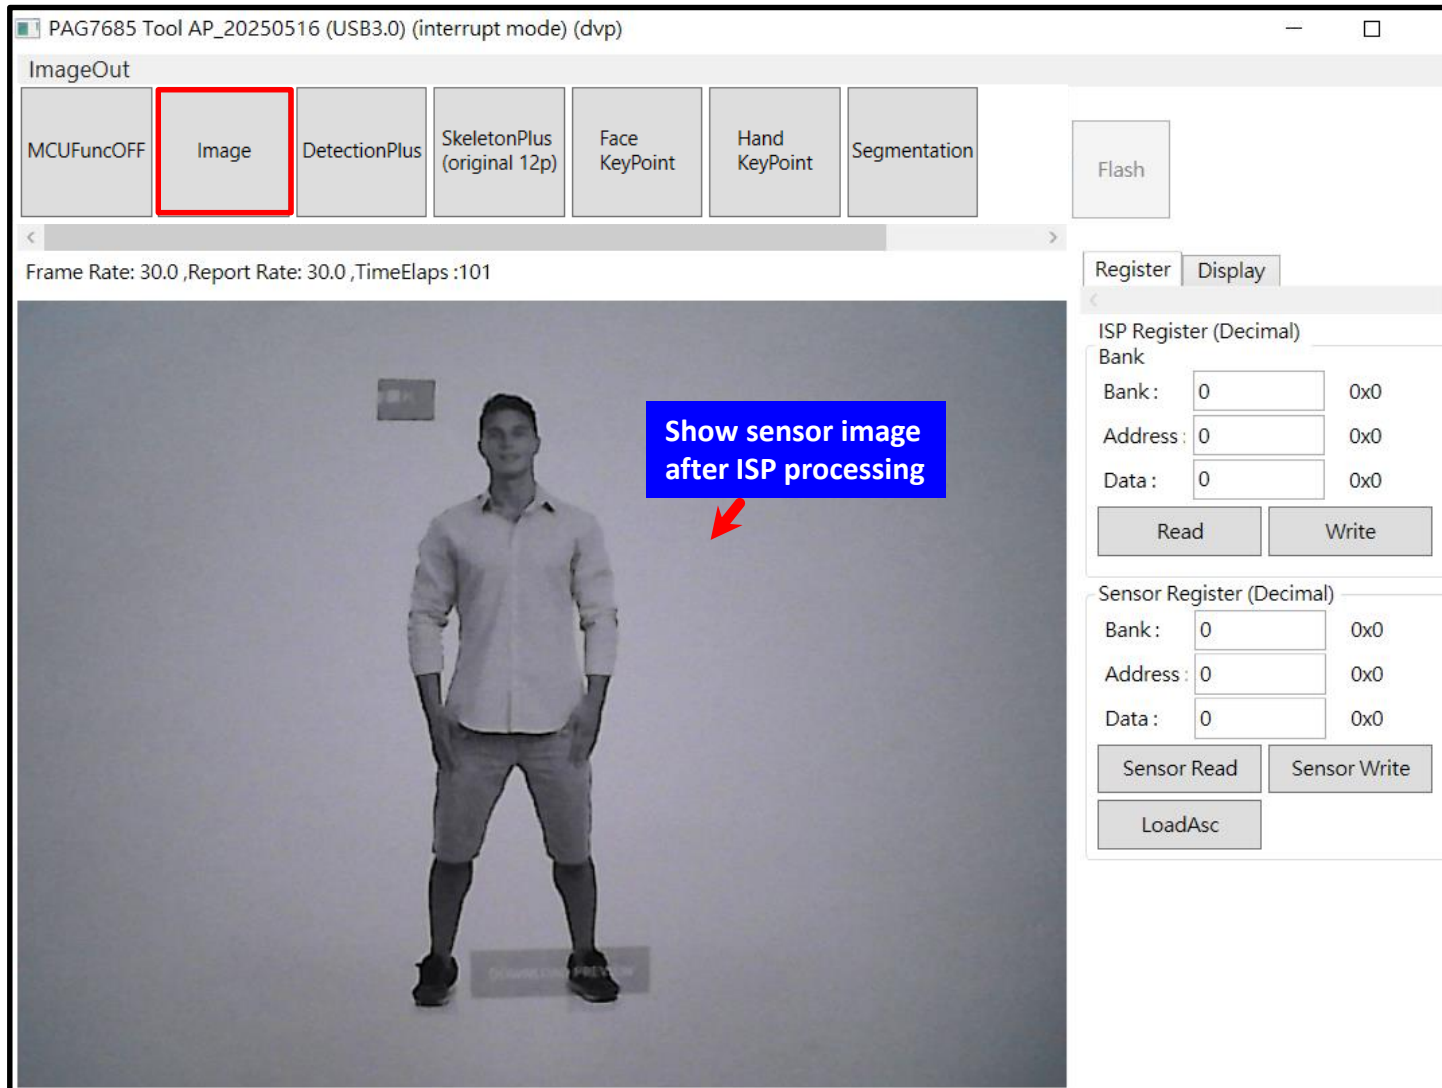 PAG7685 Tool AP_20250516 (USB3.0) (interrupt mode) (dvp)
ImageOut
MCUFuncOFF
Image
DetectionPlus
SkeletonPlus
(original 12p)
Face
KeyPoint
Hand
KeyPoint
Segmentation
Flash
Frame Rate: 30.0 ,Report Rate: 30.0 ,TimeElaps :101
Register
Display
Show sensor image
after ISP processing
DOWNLOAD PREVIEW
ISP Register (Decimal)
Bank
Bank : 0 0x0
Address : 0 0x0
Data : 0 0x0
Read
Write
Sensor Register (Decimal)
Bank : 0 0x0
Address : 0 0x0
Data : 0 0x0
Sensor Read
Sensor Write
LoadAsc